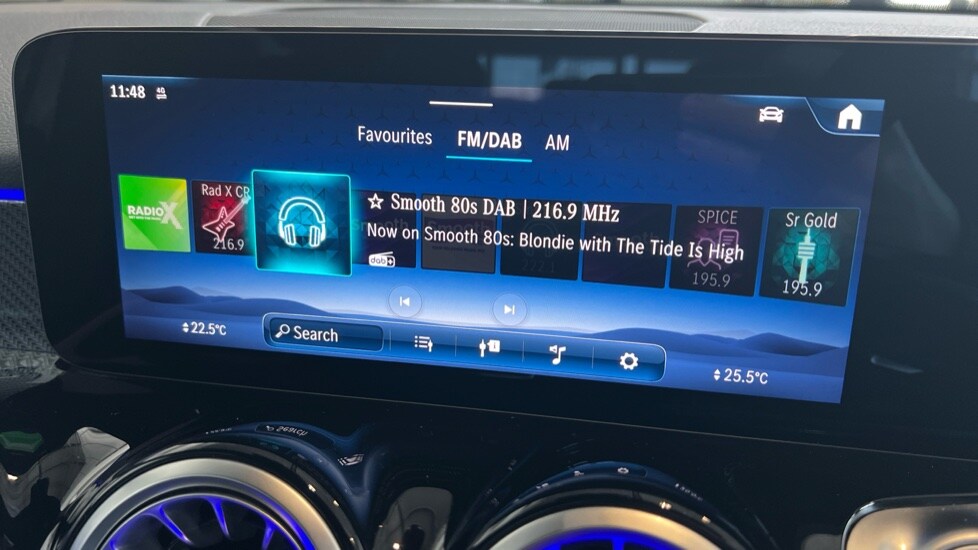 11:48 4G
Favourites FM/DAB AM
RADIO X
Rad X CR
216.9
☆ Smooth 80s DAB | 216.9 MHz
Now on Smooth 80s: Blondie with The Tide Is High
dab+
SPICE
195.9
Sr Gold
195.9
22.5°C
Search
25.5°C